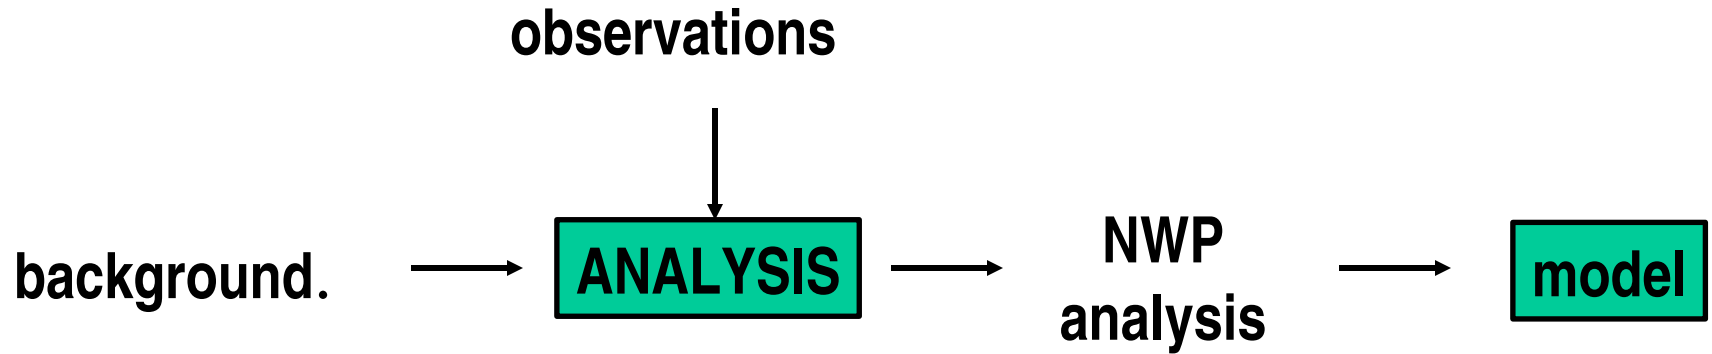 observations
background.
ANALYSIS
NWP
analysis
model